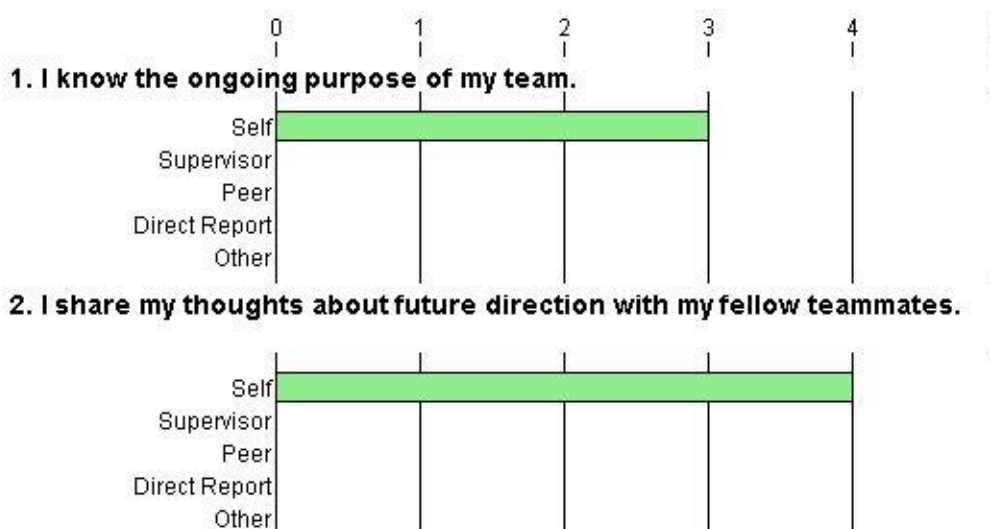 0 1 2 3 4
1. I know the ongoing purpose of my team.
Self
Supervisor
Peer
Direct Report
Other
2. I share my thoughts about future direction with my fellow teammates.
Self
Supervisor
Peer
Direct Report
Other